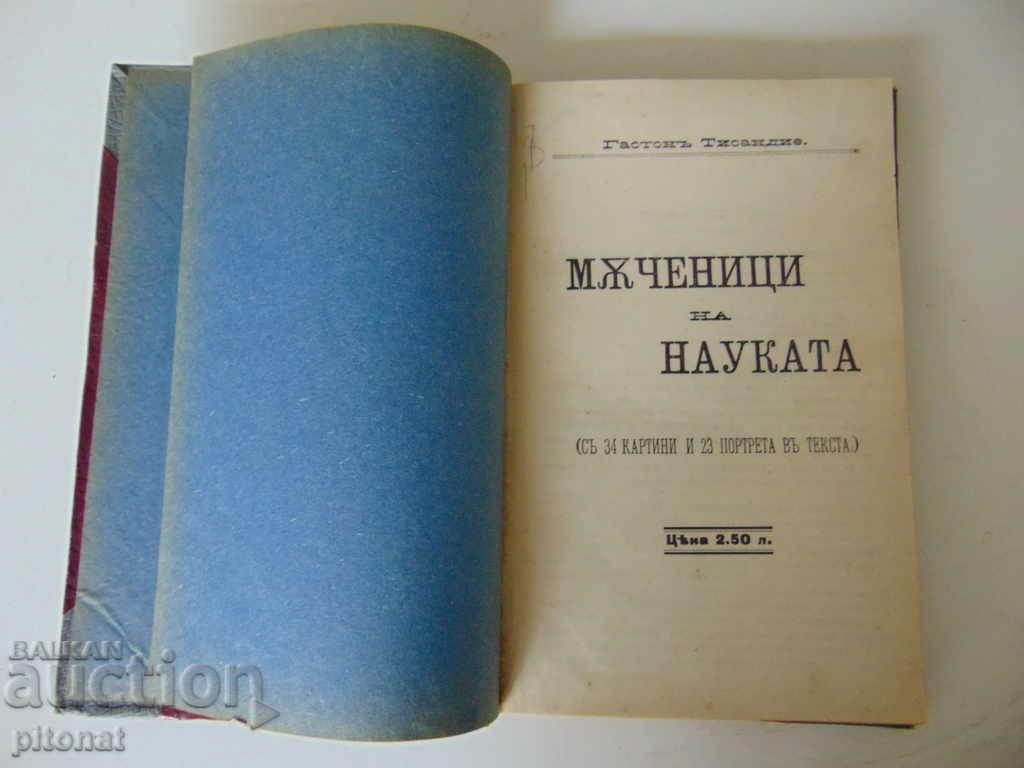 Гастонъ Тисандие.
МѪЧЕНИЦИ
НА
НАУКАТА
(СЪ 34 КАРТИНИ И 23 ПОРТРЕТА ВЪ ТЕКСТА.)
Цѣна 2.50 л.
BALKAN
auction
pitonat